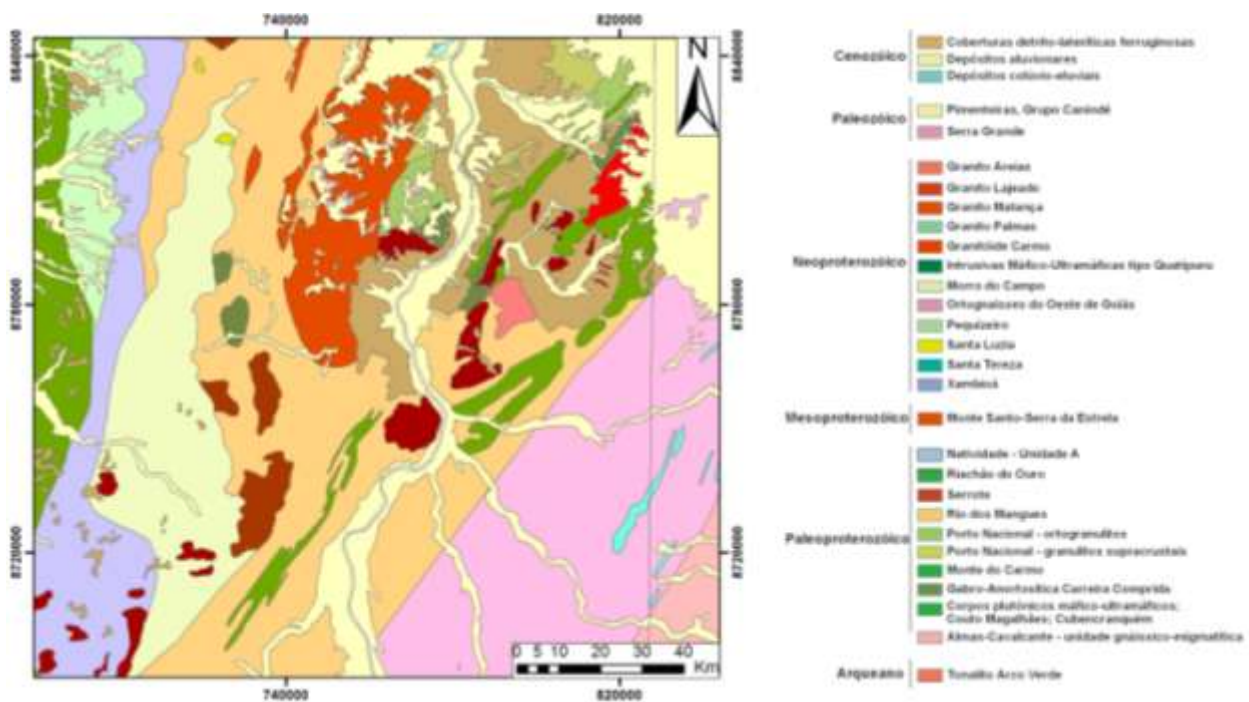 740000
820000
8840000
8840000
N
8780000
8780000
8720000
8720000
0 5 10 20 30 40
Km
740000
820000
Cenozóico
Coberturas detrito-lateríticas ferruginosas
Depósitos aluvionares
Depósitos colúvio-eluviais
Paleozóico
Pimenteiras, Grupo Canindé
Serra Grande
Neoproterozóico
Granito Areias
Granito Lajeado
Granito Matança
Granito Palmas
Granitóide Carmo
Intrusivas Máfico-Ultramáficas tipo Quatipuru
Morro do Campo
Ortognaisses do Oeste de Goiás
Pequizeiro
Santa Luzia
Santa Tereza
Xambioá
Mesoproterozóico
Monte Santo-Serra da Estrela
Paleoproterozóico
Natividade - Unidade A
Riachão do Ouro
Serrote
Rio dos Mangues
Porto Nacional - ortogranulitos
Porto Nacional - granulitos supracrustais
Monte do Carmo
Gabro-Anortosítica Carreira Comprida
Corpos plutônicos máfico-ultramáficos;
Couto Magalhães; Cubencranquém
Almas-Cavalcante - unidade gnáissico-migmatítica
Arqueano
Tonalito Arco Verde